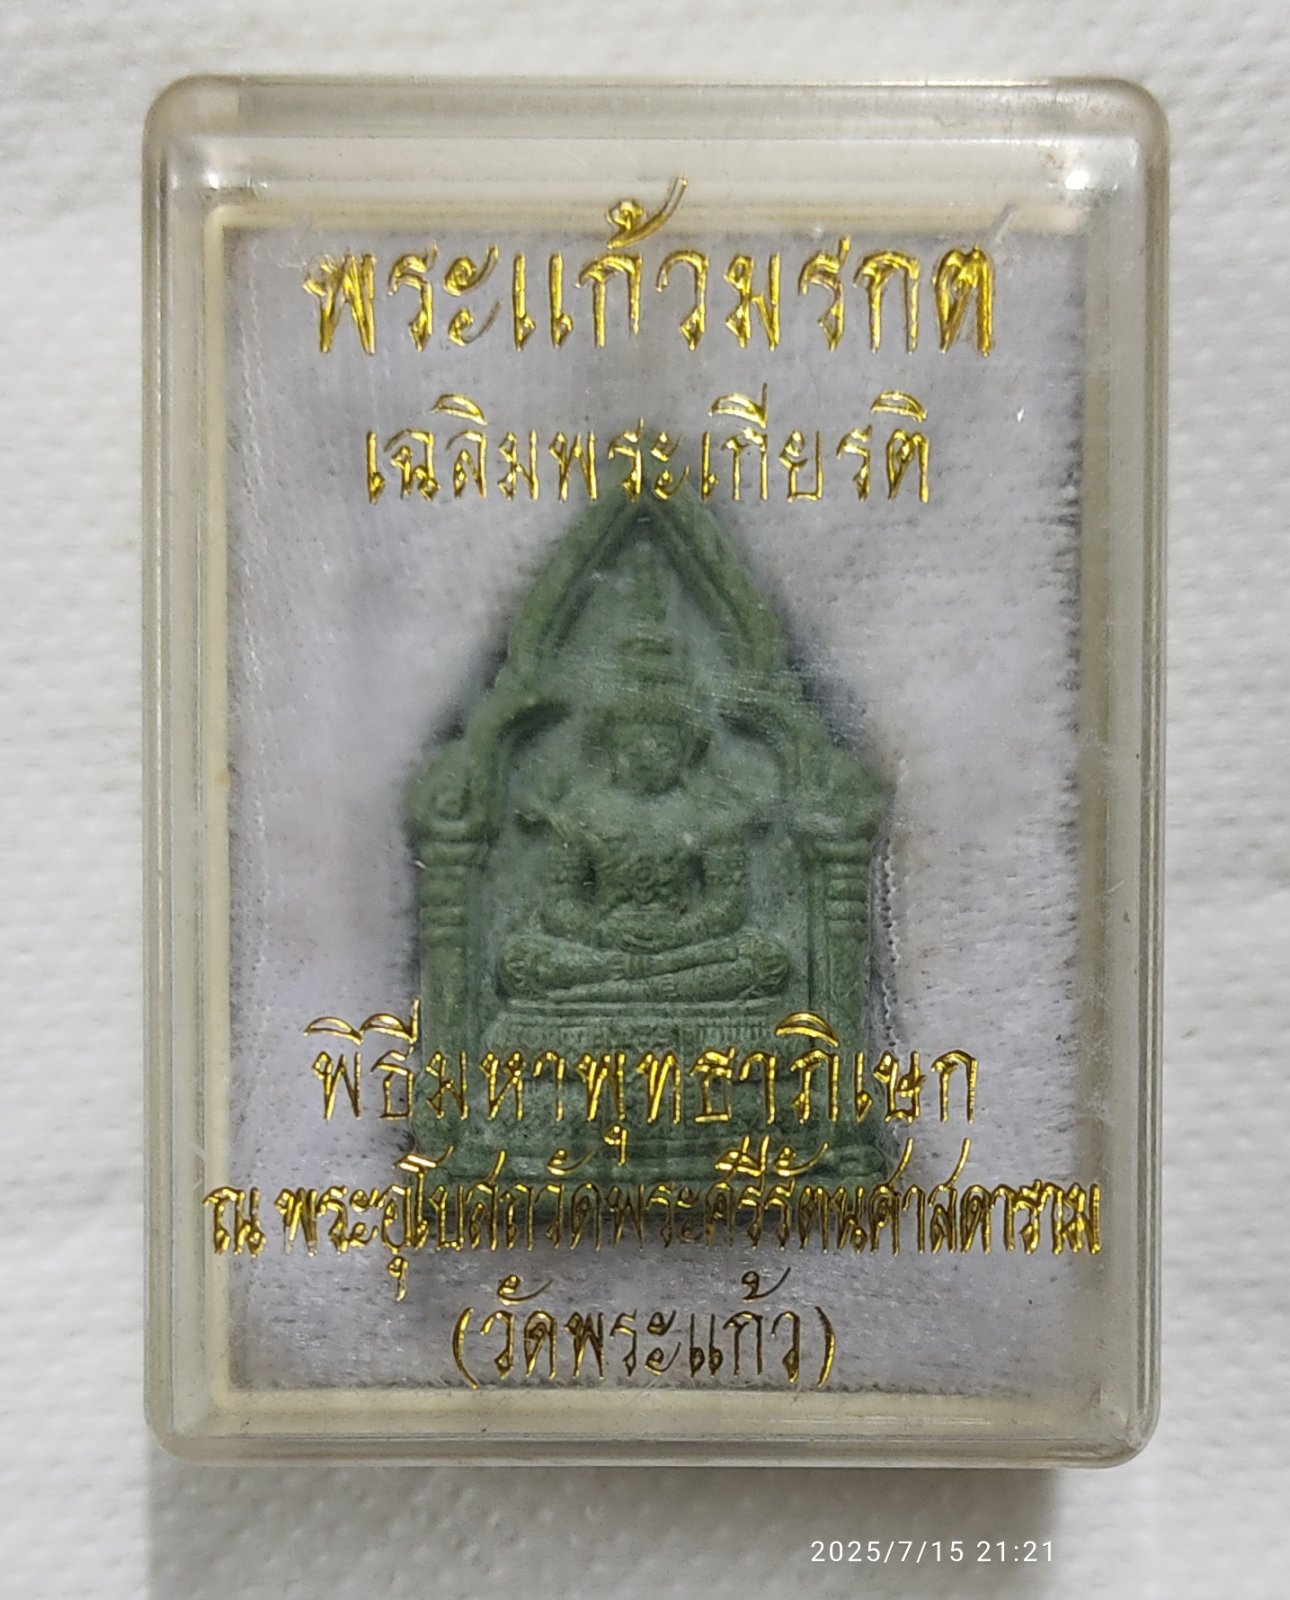 พระแก้วมรกต
เฉลิมพระเกียรติ
พิธีมหาพุทธาภิเษก
ณ พระอุโบสถวัดพระศรีรัตนศาสดาราม
(วัดพระแก้ว)
2025/7/15 21:21